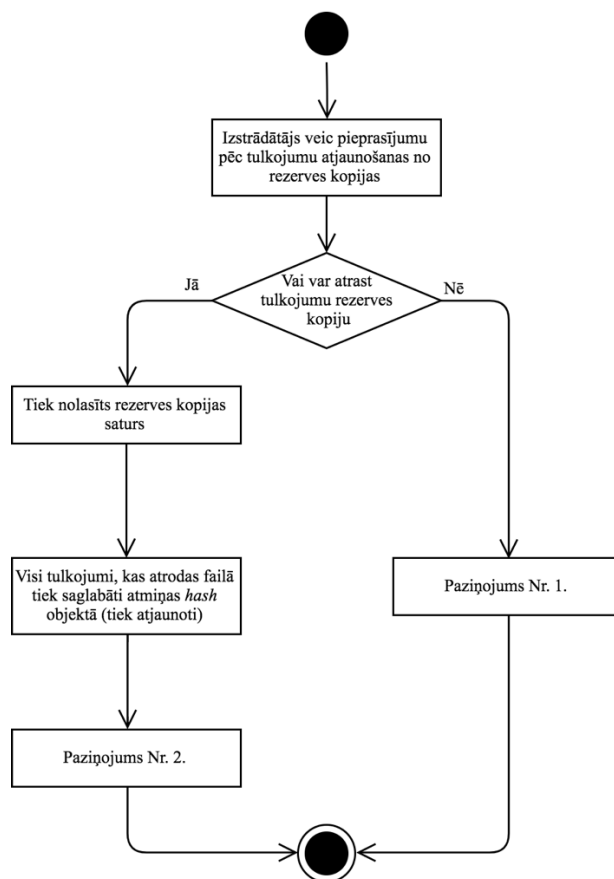 Izstrādātājs veic pieprasījumu
pēc tulkojumu atjaunošanas no
rezerves kopijas
Vai var atrast
tulkojumu rezerves
kopiju
Jā
Nē
Tiek nolasīts rezerves kopijas
saturs
Visi tulkojumi, kas atrodas failā
tiek saglabāti atmiņas hash
objektā (tiek atjaunoti)
Paziņojums Nr. 1.
Paziņojums Nr. 2.